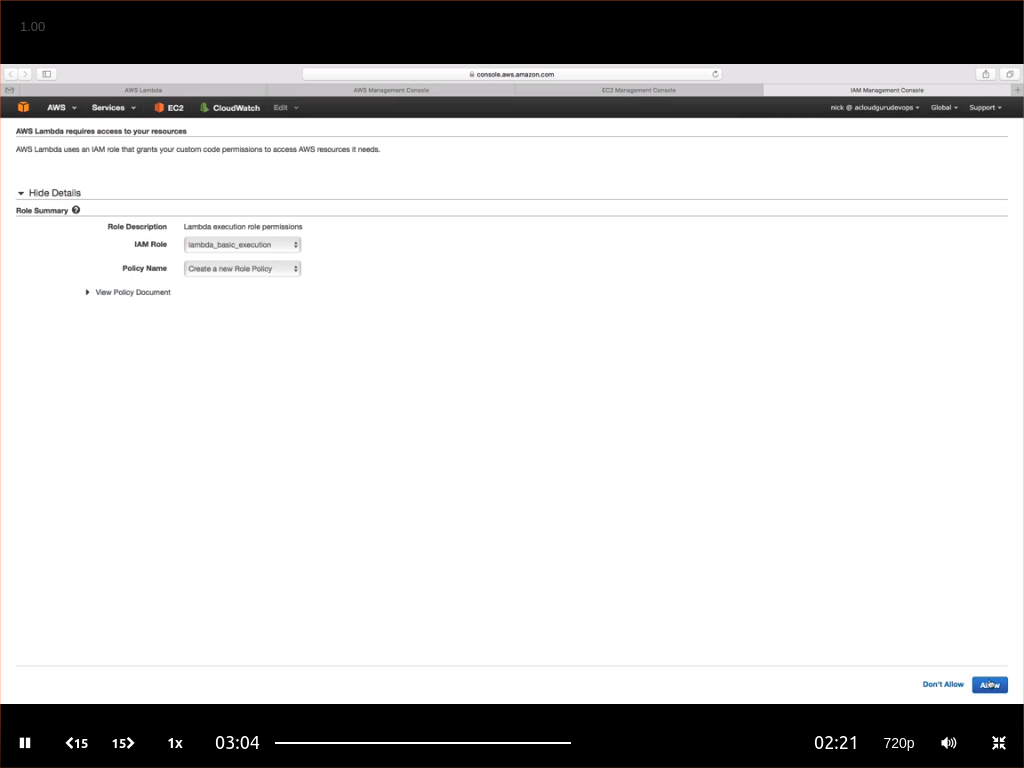 1.00
console.aws.amazon.com
AWS Lambda
AWS Management Console
EC2 Management Console
IAM Management Console
AWS Services EC2 CloudWatch Edit nick @ acloudgurudevops Global Support
AWS Lambda requires access to your resources
AWS Lambda uses an IAM role that grants your custom code permissions to access AWS resources it needs.
Hide Details
Role Summary ?
Role Description Lambda execution role permissions
IAM Role lambda_basic_execution
Policy Name Create a new Role Policy
View Policy Document
Don't Allow Allow
15 15 1x 03:04 02:21 720p